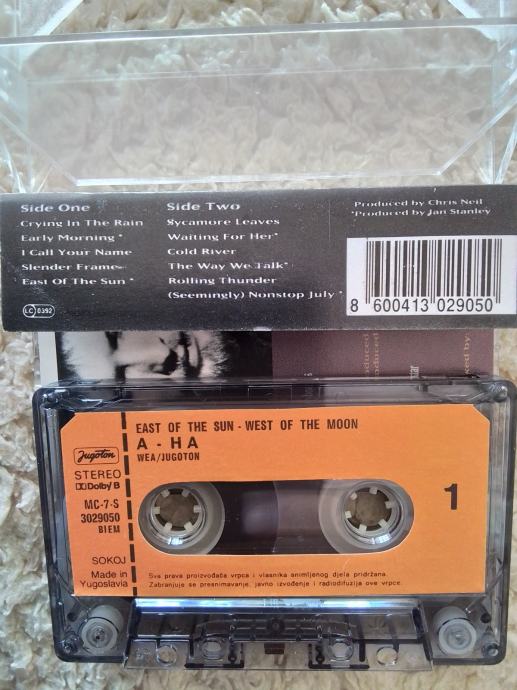 Side One
Crying In The Rain
Early Morning *
I Call Your Name
Slender Frame
East Of The Sun *
LC 0392
Side Two
Sycamore Leaves
Waiting For Her *
Cold River
The Way We Talk *
Rolling Thunder
(Seemingly) Nonstop July *
Produced by Chris Neil
*Produced by Jan Stanley
8 600413 029050
Jugoton
STEREO
Dolby B
MC-7-S
3029050
BIEM
SOKOJ
Made in
Yugoslavia
EAST OF THE SUN - WEST OF THE MOON
A - HA
WEA/JUGOTON
1
Sva prava proizvođača vrpca i vlasnika snimljenog djela pridržana.
Zabranjuje se presnimavanje, javno izvođenje i radiodifuzija ove vrpce.